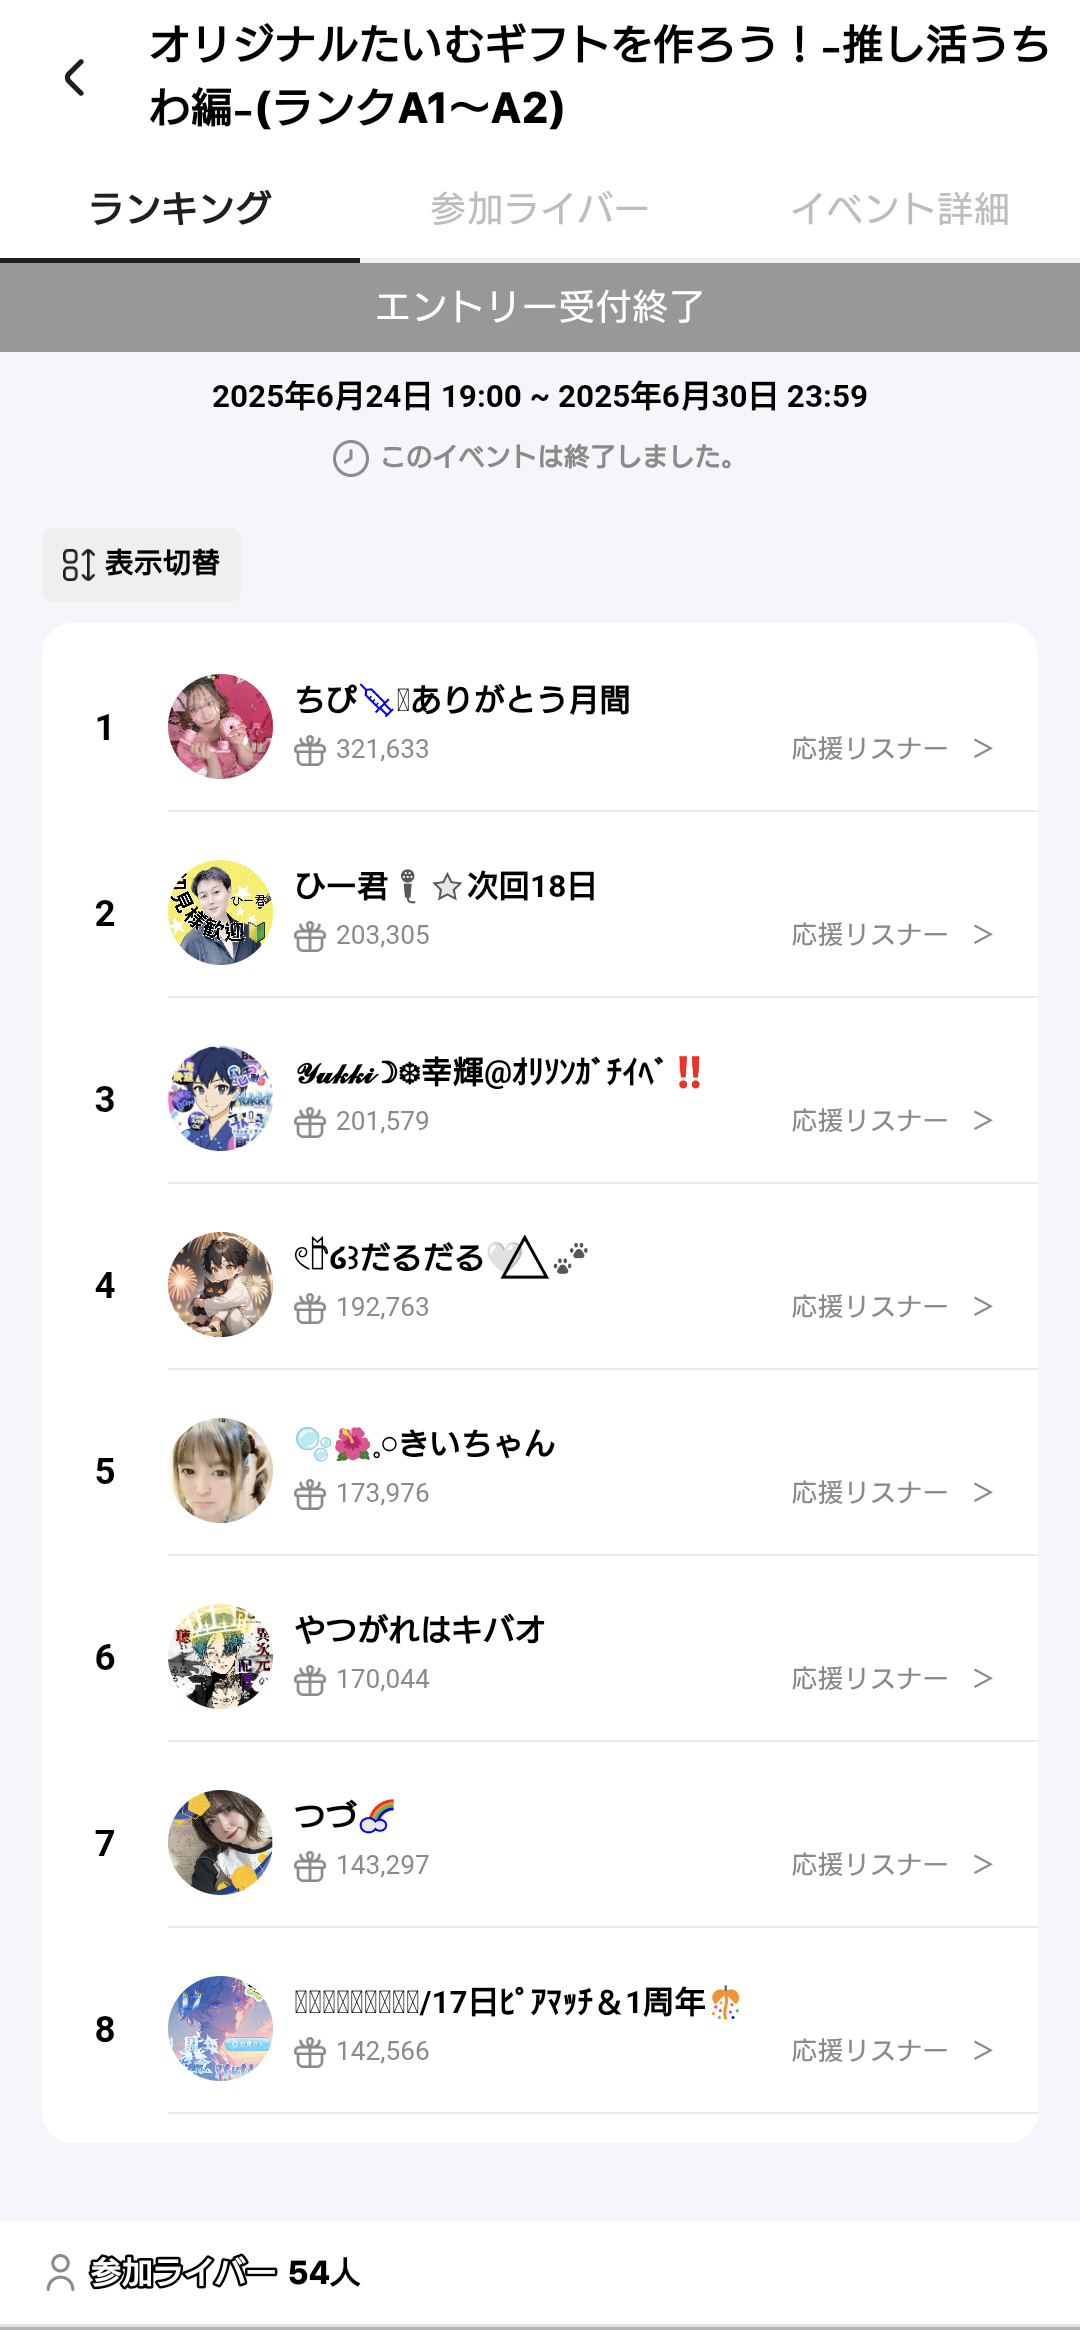 オリジナルたいむギフトを作ろう！-推し活うち
わ編-(ランクA1〜A2)
ランキング
参加ライバー
イベント詳細
エントリー受付終了
2025年6月24日 19:00 ~ 2025年6月30日 23:59
このイベントは終了しました。
表示切替
1
ちぴ ありがとう月間
321,633
応援リスナー >
2
ひー君🎙☆次回18日
203,305
応援リスナー >
3
𝓨𝓾𝓴𝓴𝓲☽❆幸輝@ｵﾘｿﾝｶﾞﾁｲﾍﾞ‼️
201,579
応援リスナー >
4
だるだる🤍△🐾
192,763
応援リスナー >
5
🫧🌺｡○きいちゃん
173,976
応援リスナー >
6
やつがれはキバオ
170,044
応援リスナー >
7
つづ🌈
143,297
応援リスナー >
8
/17日ﾋﾟｱﾏｯﾁ＆1周年🎊
142,566
応援リスナー >
参加ライバー 54人